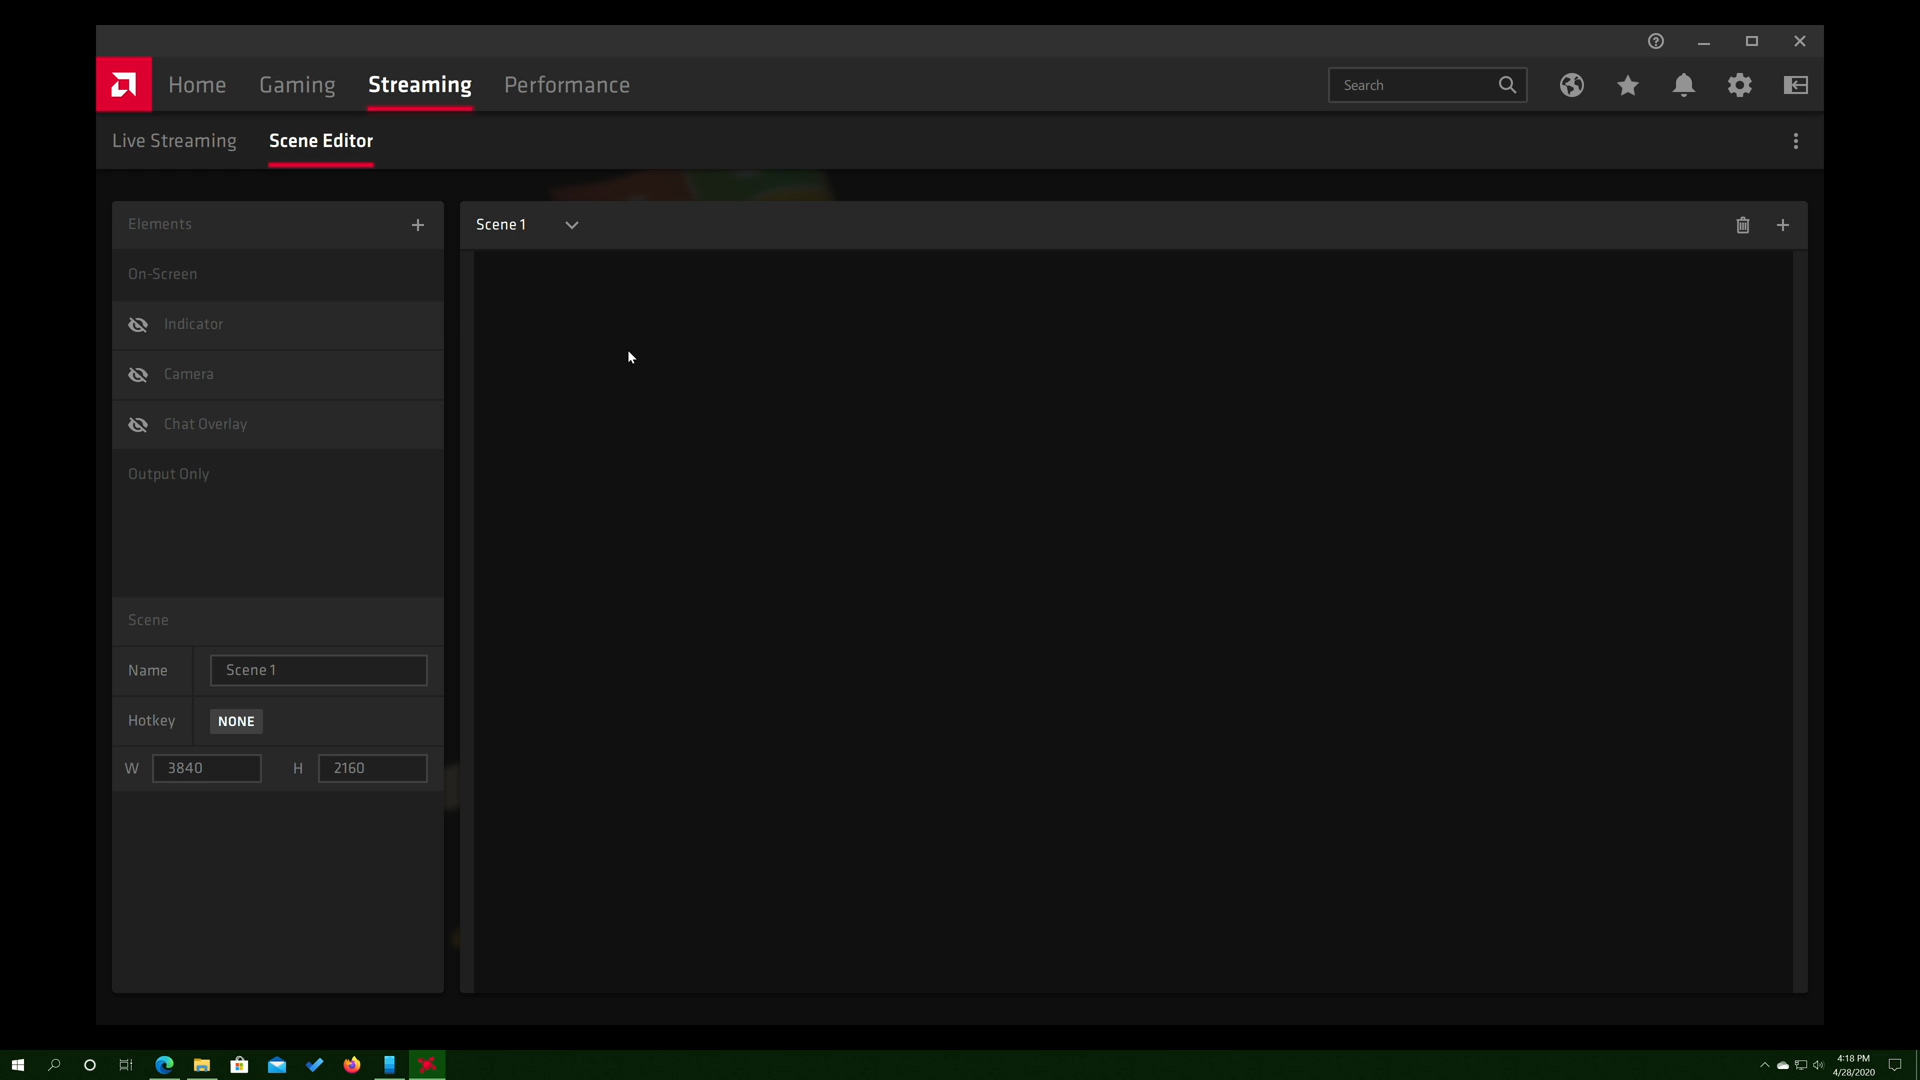 Home Gaming Streaming Performance Search
Live Streaming Scene Editor
Elements
On-Screen
Indicator
Camera
Chat Overlay
Output Only
Scene
Name Scene 1
Hotkey NONE
W 3840 H 2160
Scene 1
4:18 PM
4/28/2020